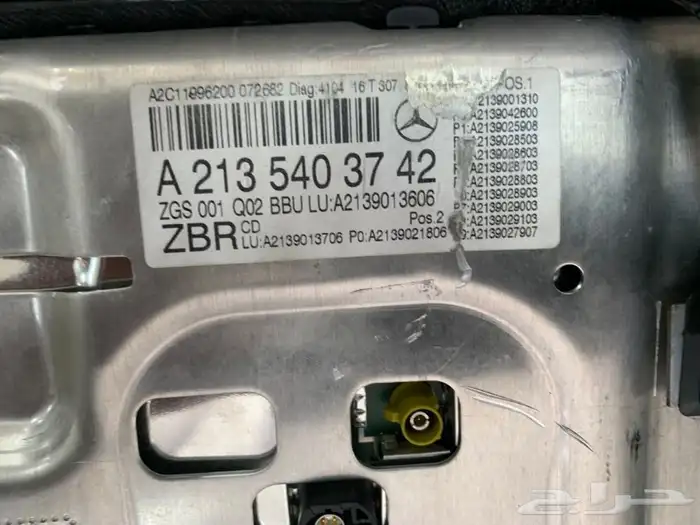 A2C11996200 072682 Diag:4104 16 T 307
A 213 540 37 42
ZGS 001 Q02 BBU LU:A2139013606
ZBR CD Pos.2
LU:A2139013706 P0:A2139021806
POS.1
A2139001310
A2139042600
P1:A2139025908
A2139028503
A2139028603
A2139028703
A2139028803
A2139028903
A2139029003
A2139029103
A2139027907
حراج